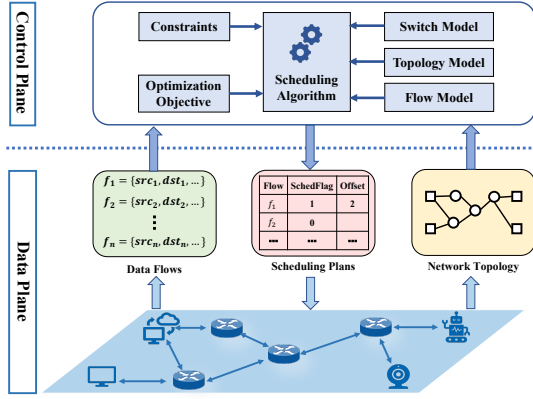 Control Plane
Constraints
Optimization
Objective
Scheduling
Algorithm
Switch Model
Topology Model
Flow Model
Data Plane
f₁ = {src₁, dst₁, ...}
f₂ = {src₂, dst₂, ...}
⋮
fₙ = {srcₙ, dstₙ, ...}
Data Flows
Flow SchedFlag Offset
f₁ 1 2
f₂ 0
... ... ...
Scheduling Plans
Network Topology